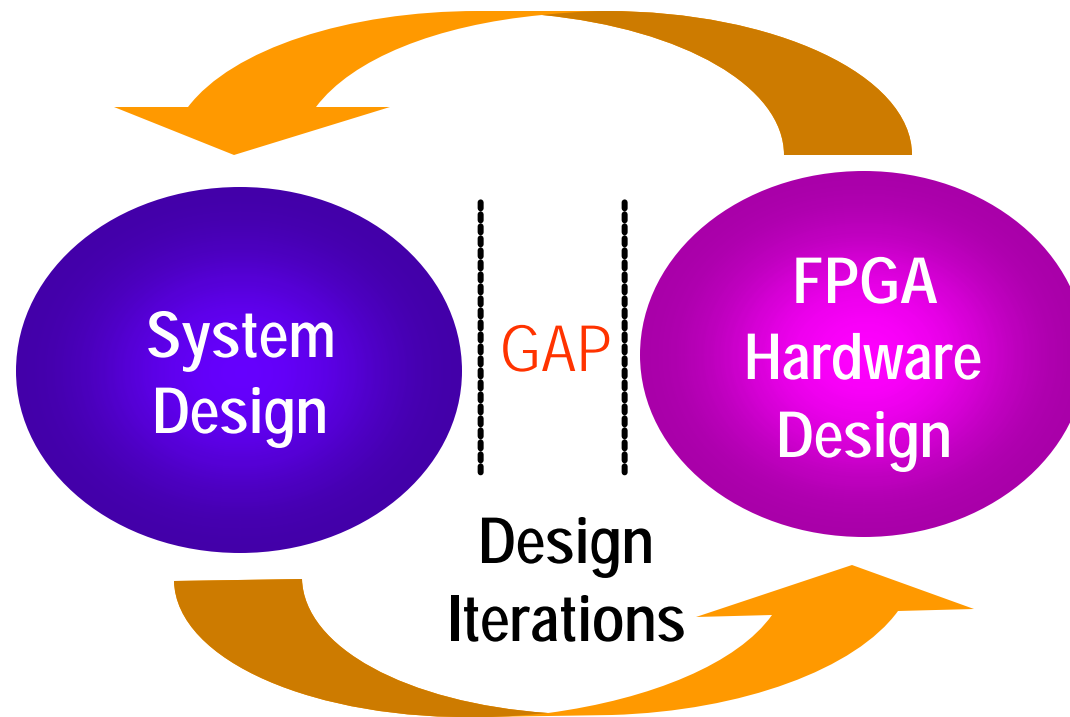 System
Design
GAP
FPGA
Hardware
Design
Design
Iterations